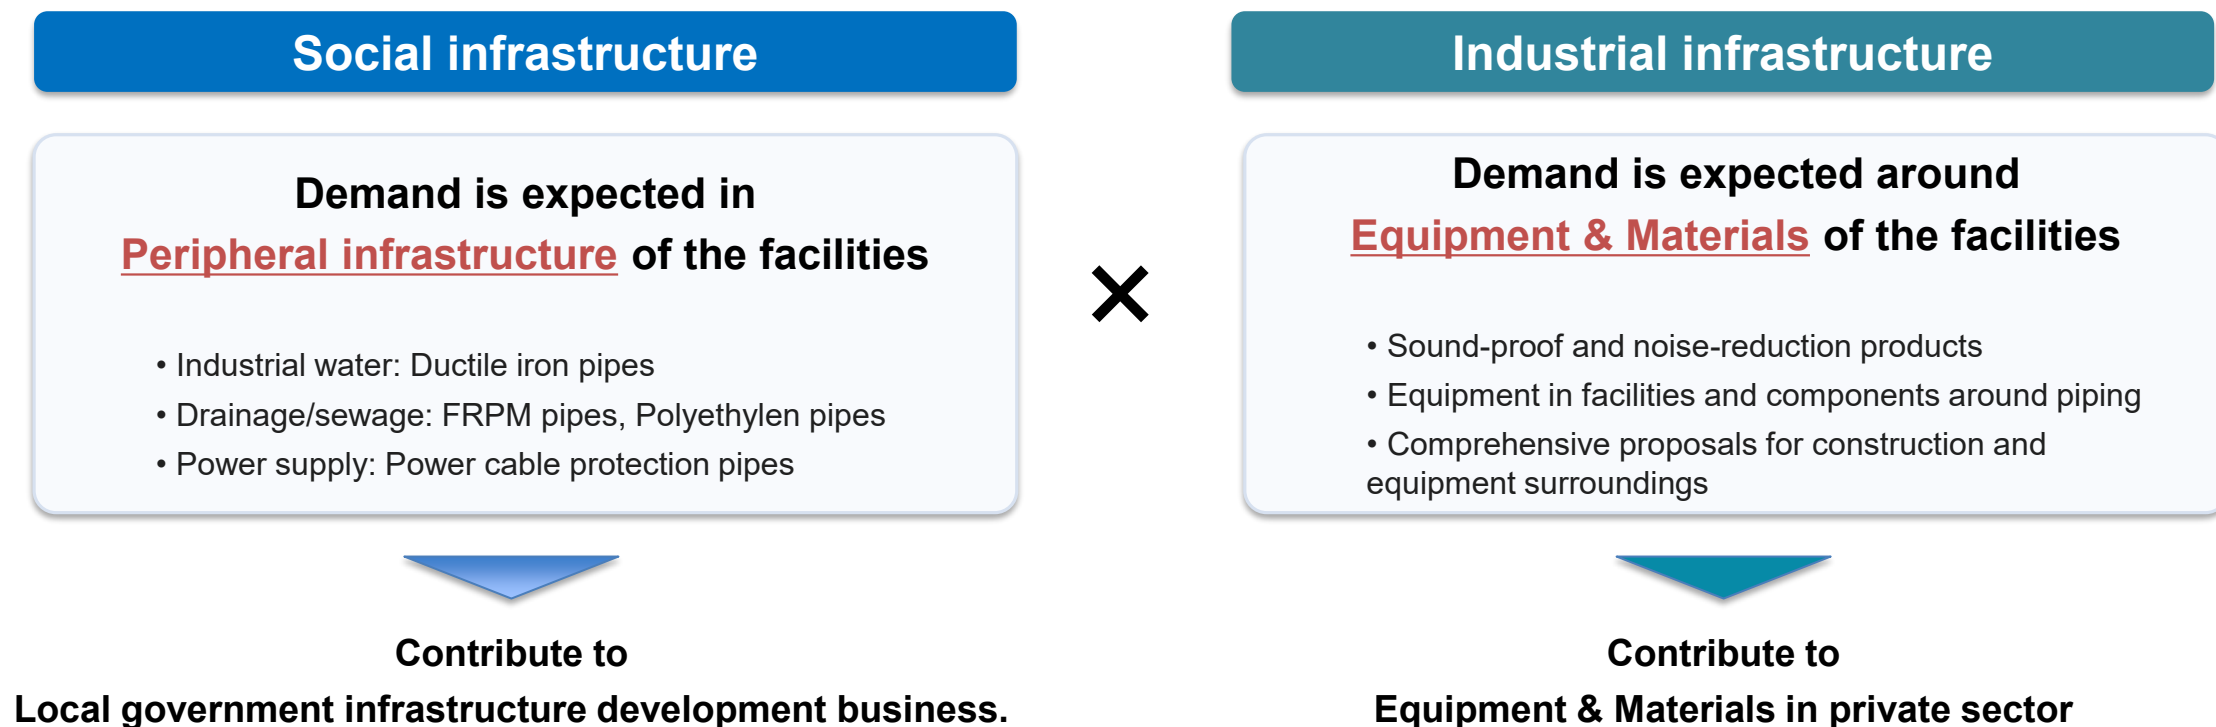 Social infrastructure
Demand is expected in
Peripheral infrastructure of the facilities
• Industrial water: Ductile iron pipes
• Drainage/sewage: FRPM pipes, Polyethylen pipes
• Power supply: Power cable protection pipes
Contribute to
Local government infrastructure development business.
×
Industrial infrastructure
Demand is expected around
Equipment & Materials of the facilities
• Sound-proof and noise-reduction products
• Equipment in facilities and components around piping
• Comprehensive proposals for construction and
equipment surroundings
Contribute to
Equipment & Materials in private sector